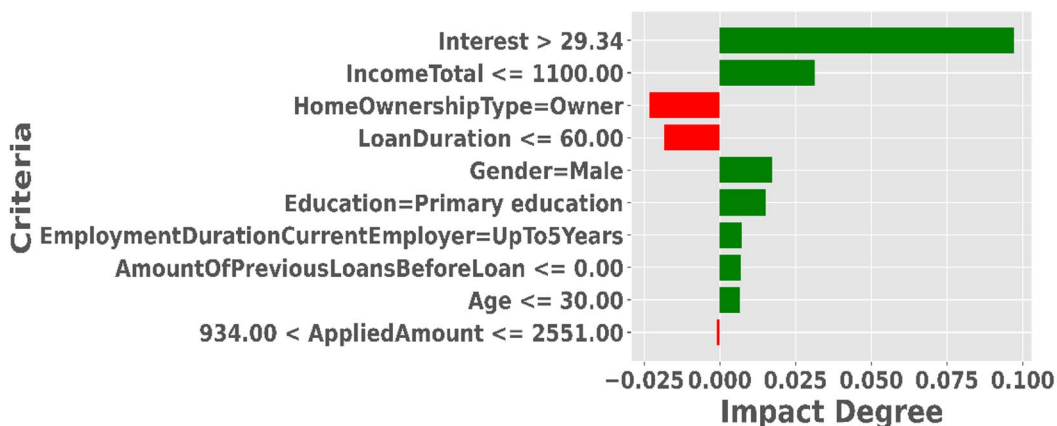 Interest > 29.34
IncomeTotal <= 1100.00
HomeOwnershipType=Owner
LoanDuration <= 60.00
Gender=Male
Education=Primary education
EmploymentDurationCurrentEmployer=UpTo5Years
AmountOfPreviousLoansBeforeLoan <= 0.00
Age <= 30.00
934.00 < AppliedAmount <= 2551.00
Criteria
−0.025 0.000 0.025 0.050 0.075 0.100
Impact Degree